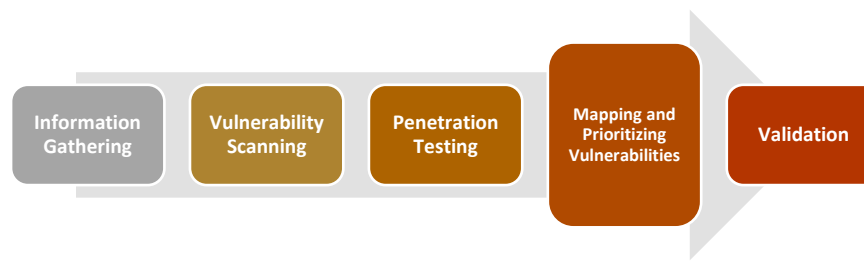 Information
Gathering
Vulnerability
Scanning
Penetration
Testing
Mapping and
Prioritizing
Vulnerabilities
Validation